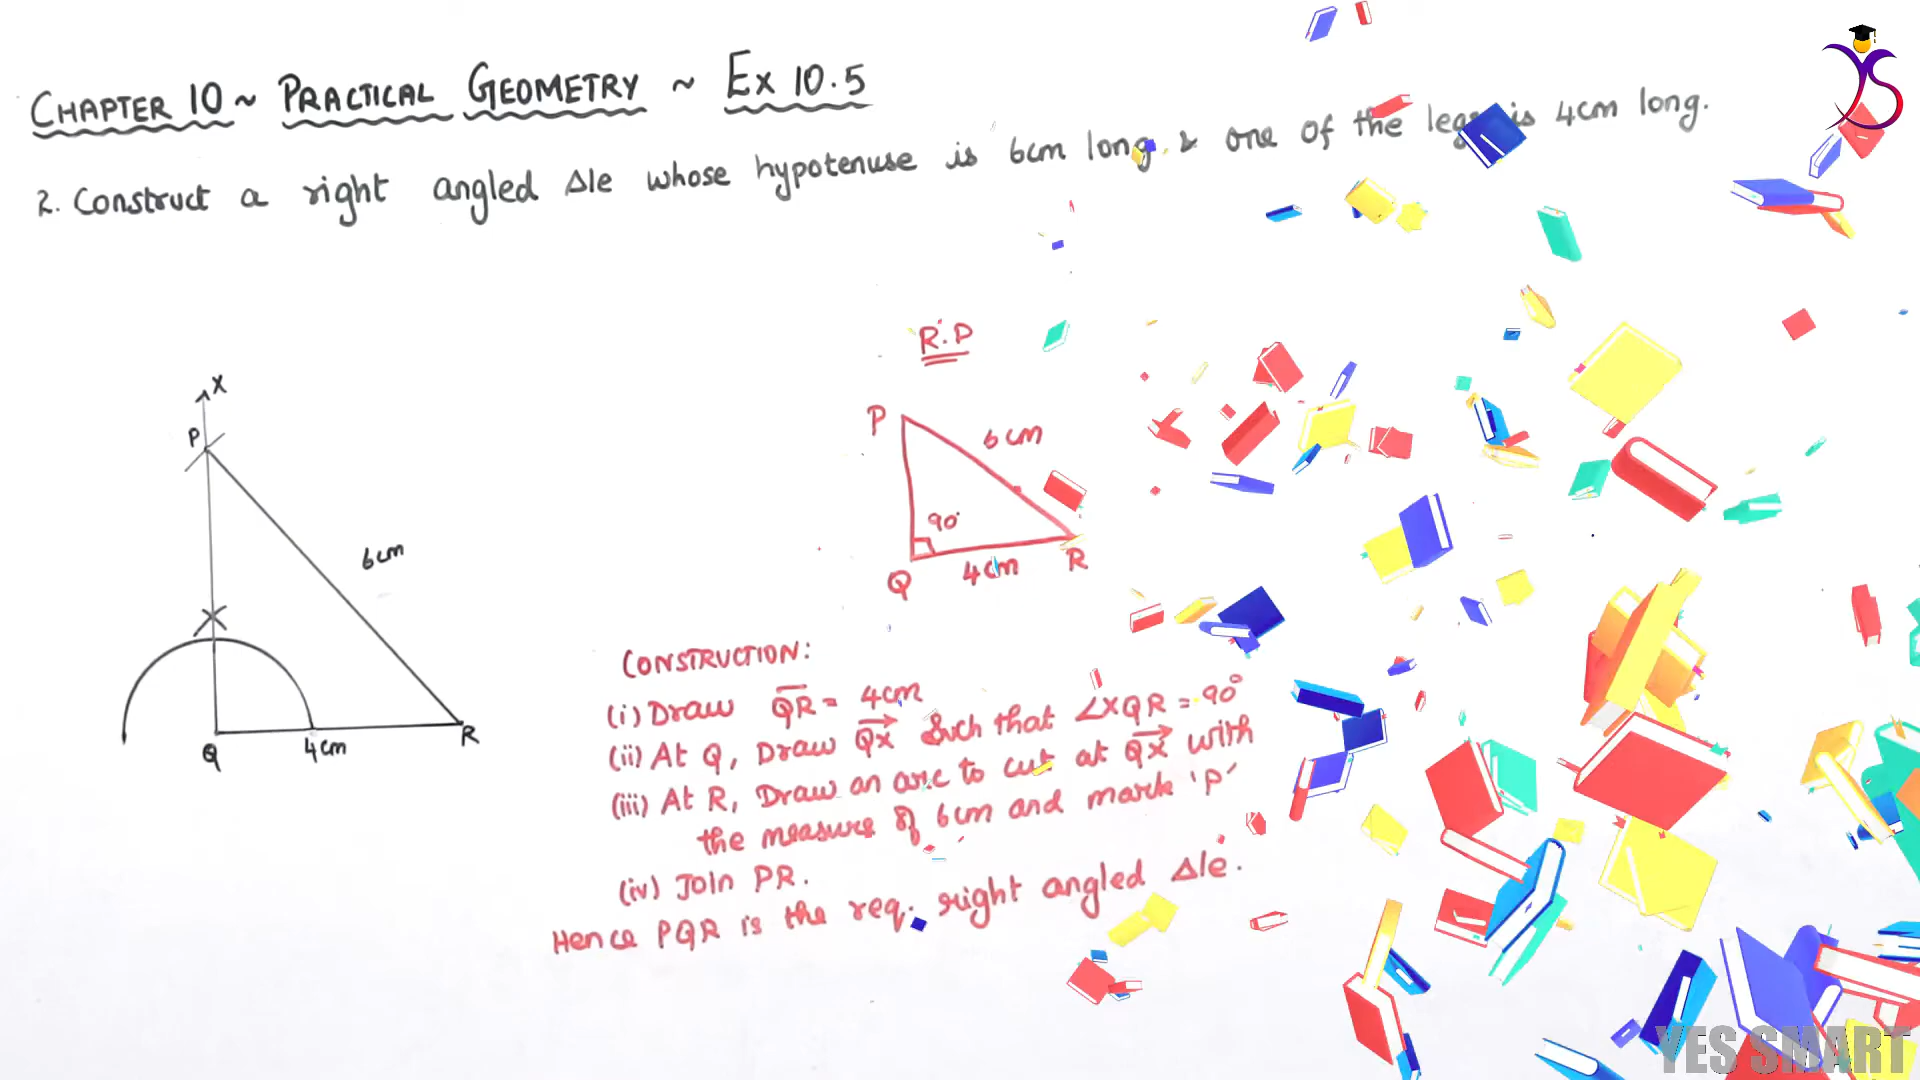 CHAPTER 10 ~ PRACTICAL GEOMETRY ~ Ex 10.5
2. Construct a right angled Δle whose hypotenuse is 6cm long & one of the legs is 4cm long.
X
P
6cm
Q
4cm
R
R.D
P
6cm
90°
Q
4cm
R
CONSTRUCTION:
(i) Draw QR = 4cm
(ii) At Q, Draw QX Such that ∠XQR = 90°
(iii) At R, Draw an arc to cut at QX with
the measure of 6cm and mark 'P'
(iv) Join PR.
Hence PQR is the req. right angled Δle.
YES SMART